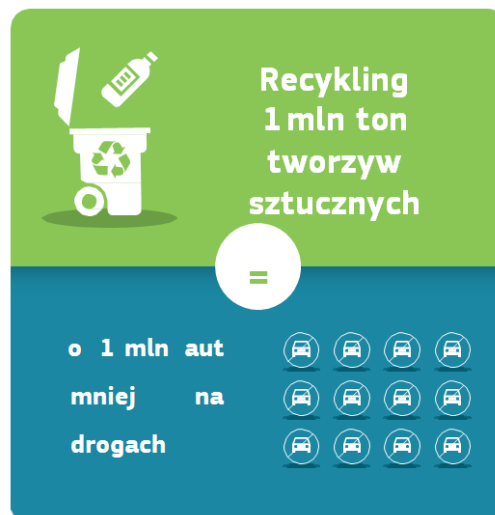 Recykling
1 mln ton
tworzyw
sztucznych
=
o 1 mln aut
mniej na
drogach